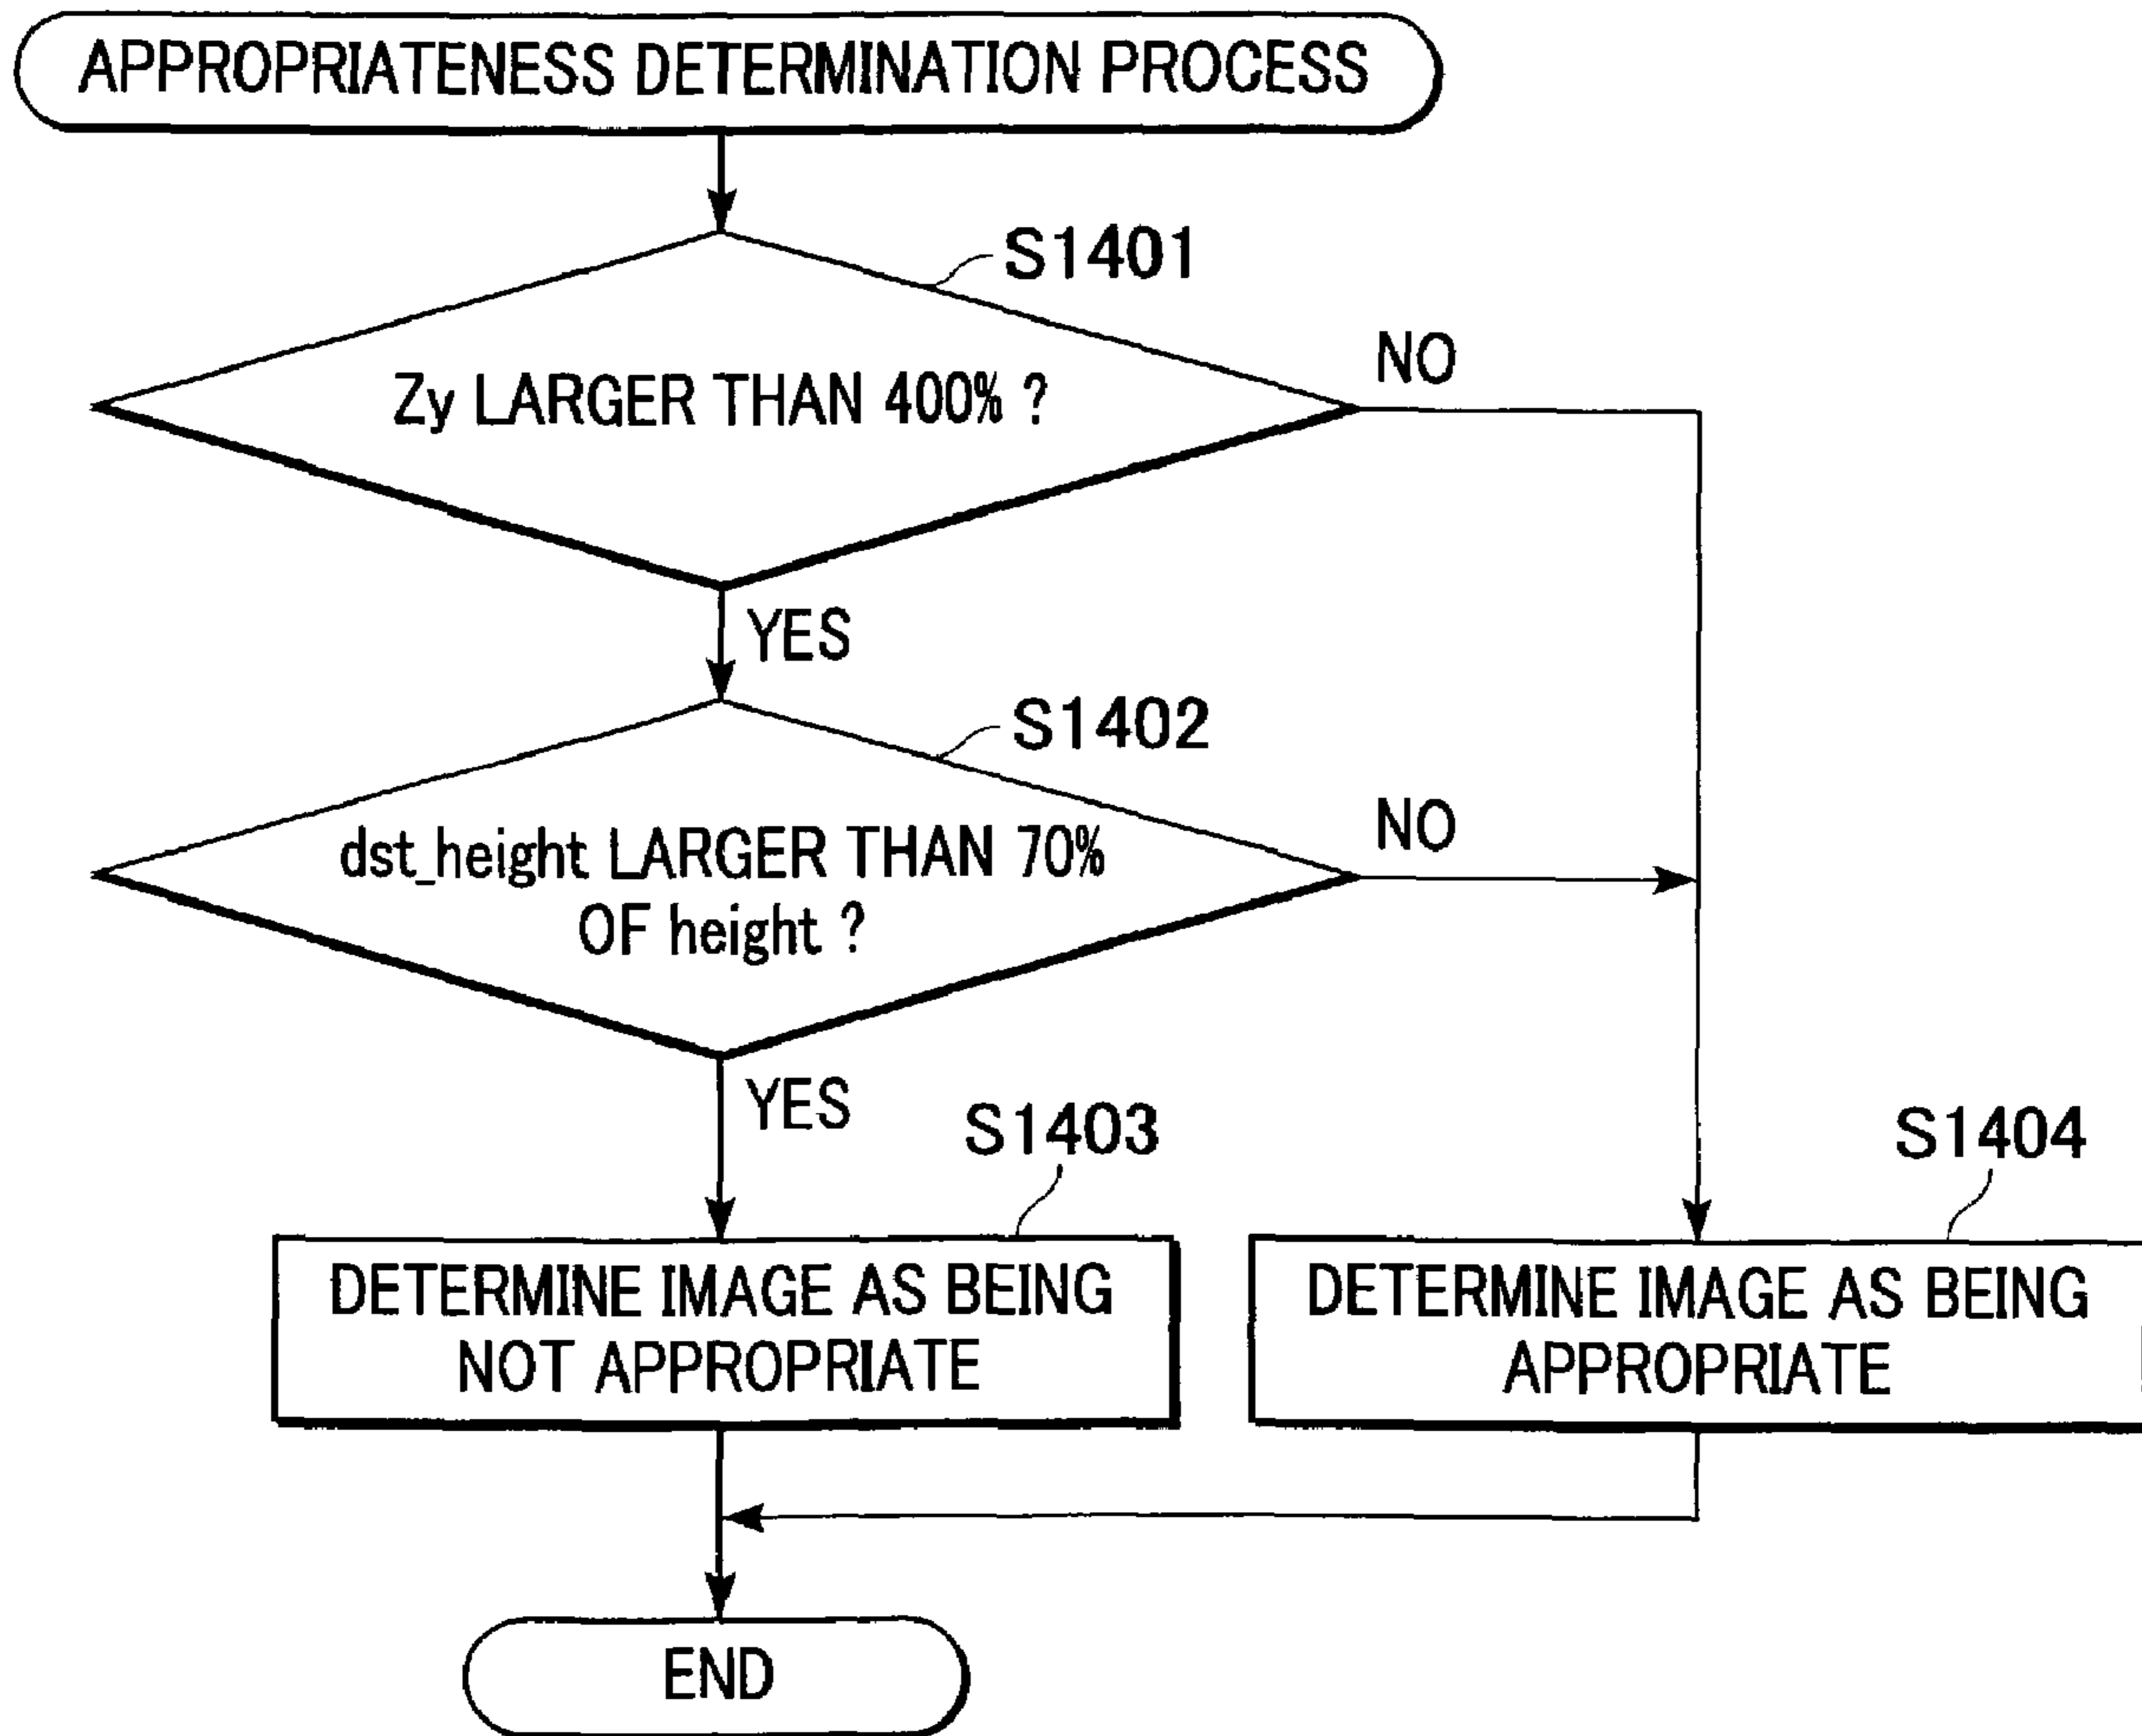 APPROPRIATENESS DETERMINATION PROCESS
S1401
Zy LARGER THAN 400% ?
NO
YES
S1402
dst_height LARGER THAN 70%
OF height ?
NO
YES
S1403
DETERMINE IMAGE AS BEING
NOT APPROPRIATE
S1404
DETERMINE IMAGE AS BEING
APPROPRIATE
END